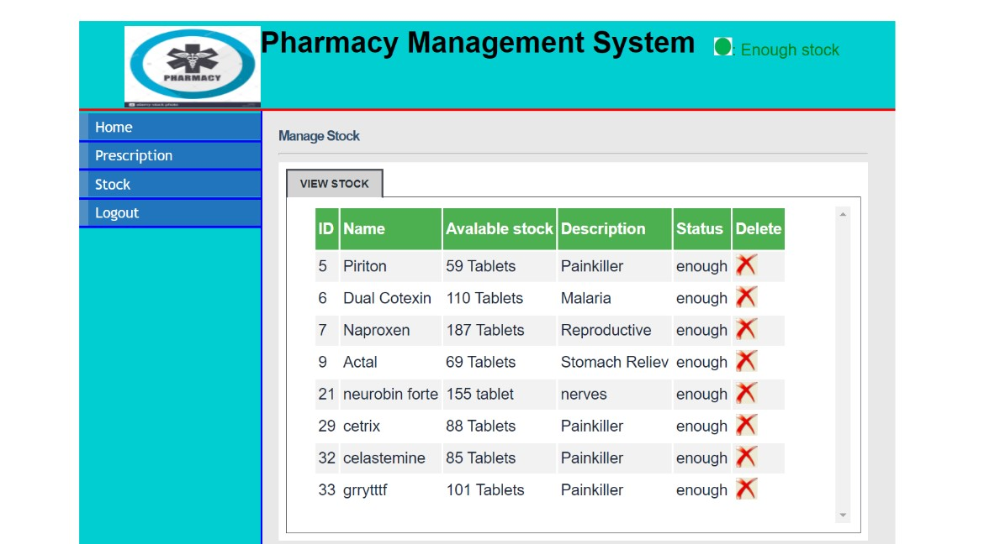 PHARMACY
Pharmacy Management System
: Enough stock
Home
Prescription
Stock
Logout
Manage Stock
VIEW STOCK
ID Name Avalable stock Description Status Delete
5 Piriton 59 Tablets Painkiller enough
6 Dual Cotexin 110 Tablets Malaria enough
7 Naproxen 187 Tablets Reproductive enough
9 Actal 69 Tablets Stomach Reliev enough
21 neurobin forte 155 tablet nerves enough
29 cetrix 88 Tablets Painkiller enough
32 celastemine 85 Tablets Painkiller enough
33 grrytttf 101 Tablets Painkiller enough